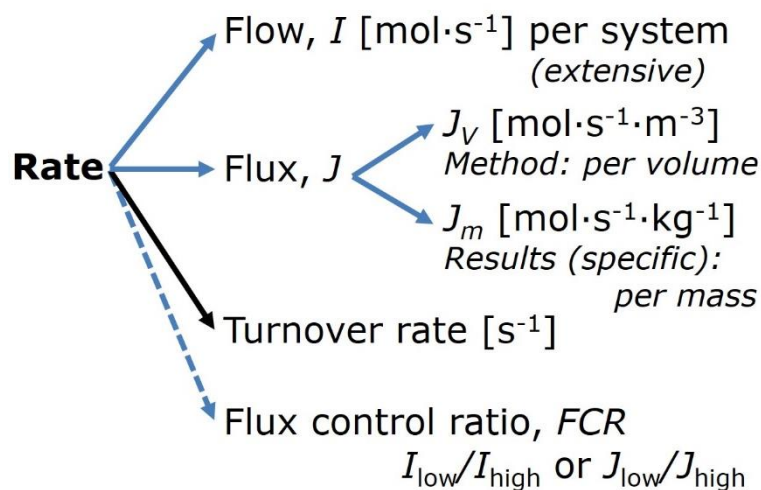 Flow, I [mol·s⁻¹] per system
(extensive)
J_V [mol·s⁻¹·m⁻³]
Method: per volume
Rate
Flux, J
J_m [mol·s⁻¹·kg⁻¹]
Results (specific):
per mass
Turnover rate [s⁻¹]
Flux control ratio, FCR
I_low/I_high or J_low/J_high